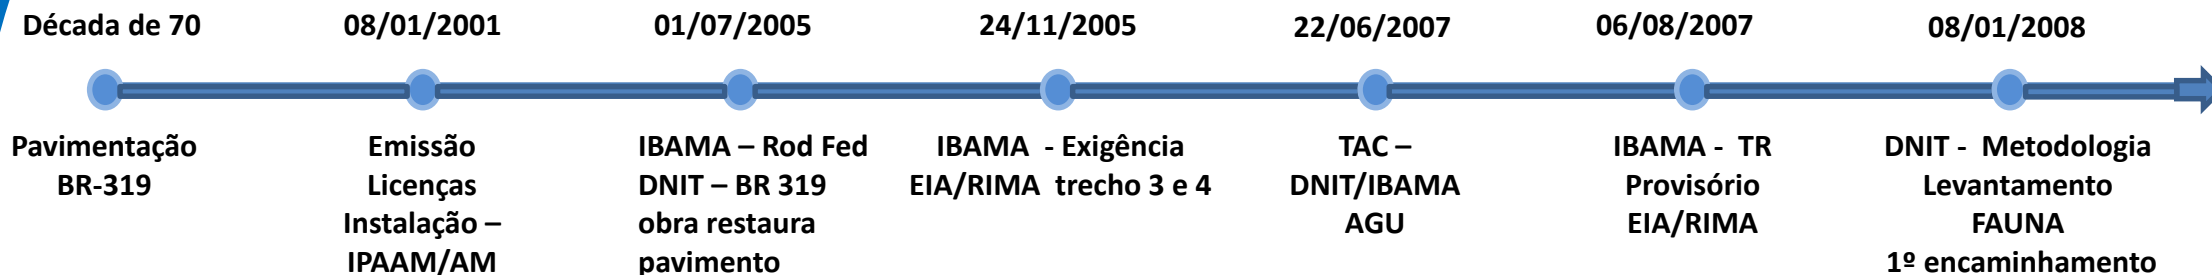 Década de 70
08/01/2001
01/07/2005
24/11/2005
22/06/2007
06/08/2007
08/01/2008
Pavimentação
BR-319
Emissão
Licenças
Instalação –
IPAAM/AM
IBAMA – Rod Fed
DNIT – BR 319
obra restaura
pavimento
IBAMA - Exigência
EIA/RIMA trecho 3 e 4
TAC –
DNIT/IBAMA
AGU
IBAMA - TR
Provisório
EIA/RIMA
DNIT - Metodologia
Levantamento
FAUNA
1º encaminhamento